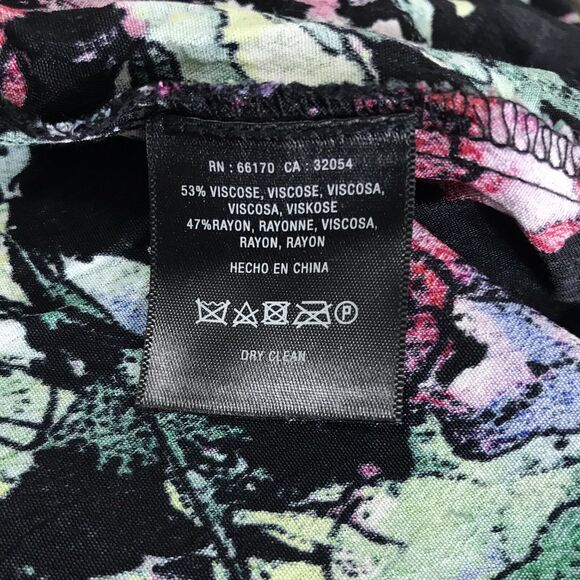 RN : 66170 CA : 32054
53% VISCOSE, VISCOSE, VISCOSA,
VISCOSA, VISKOSE
47%RAYON, RAYONNE, VISCOSA,
RAYON, RAYON
HECHO EN CHINA
P
DRY CLEAN